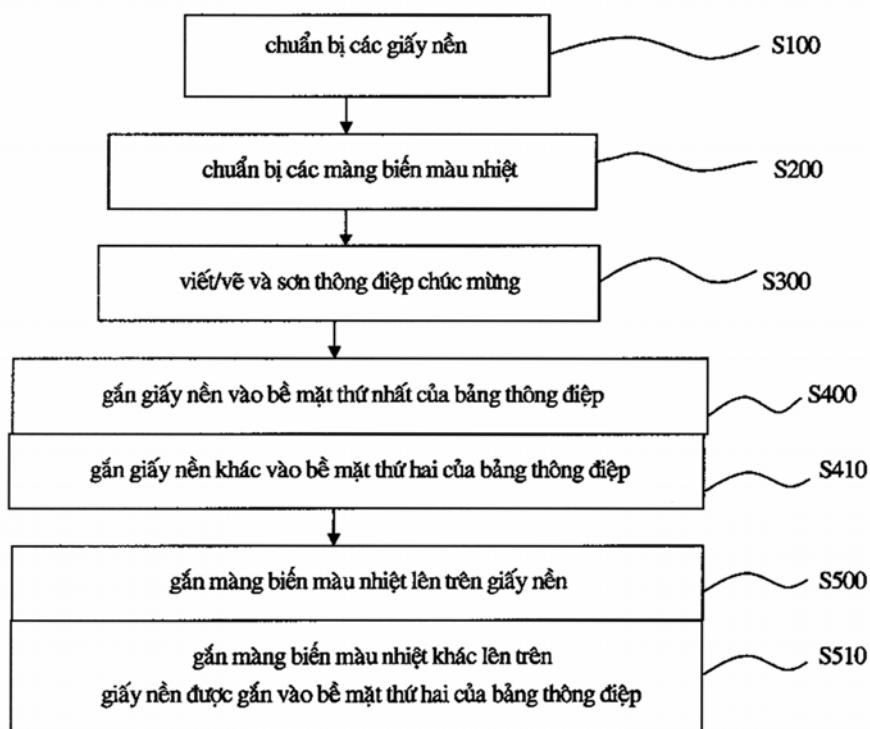 chuẩn bị các giấy nền
S100
chuẩn bị các màng biến màu nhiệt
S200
viết/vẽ và sơn thông điệp chúc mừng
S300
gắn giấy nền vào bề mặt thứ nhất của bảng thông điệp
S400
gắn giấy nền khác vào bề mặt thứ hai của bảng thông điệp
S410
gắn màng biến màu nhiệt lên trên giấy nền
S500
gắn màng biến màu nhiệt khác lên trên
giấy nền được gắn vào bề mặt thứ hai của bảng thông điệp
S510